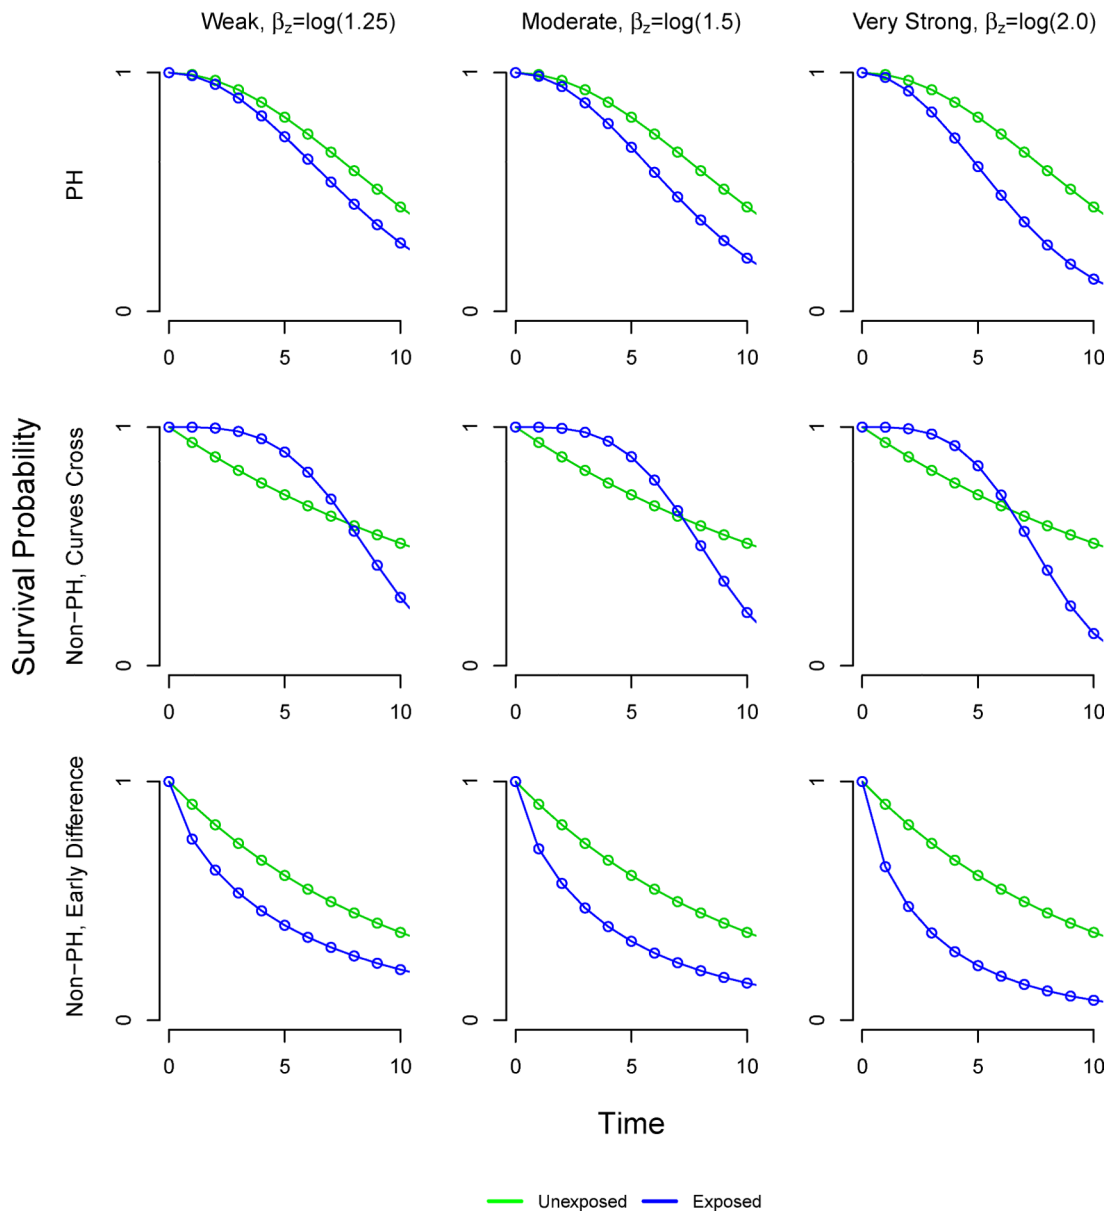 Weak, βz=log(1.25)
Moderate, βz=log(1.5)
Very Strong, βz=log(2.0)
Survival Probability
PH
1
0
0 5 10
1
0
0 5 10
1
0
0 5 10
Non-PH, Curves Cross
1
0
0 5 10
1
0
0 5 10
1
0
0 5 10
Non-PH, Early Difference
1
0
0 5 10
1
0
0 5 10
1
0
0 5 10
Time
Unexposed Exposed